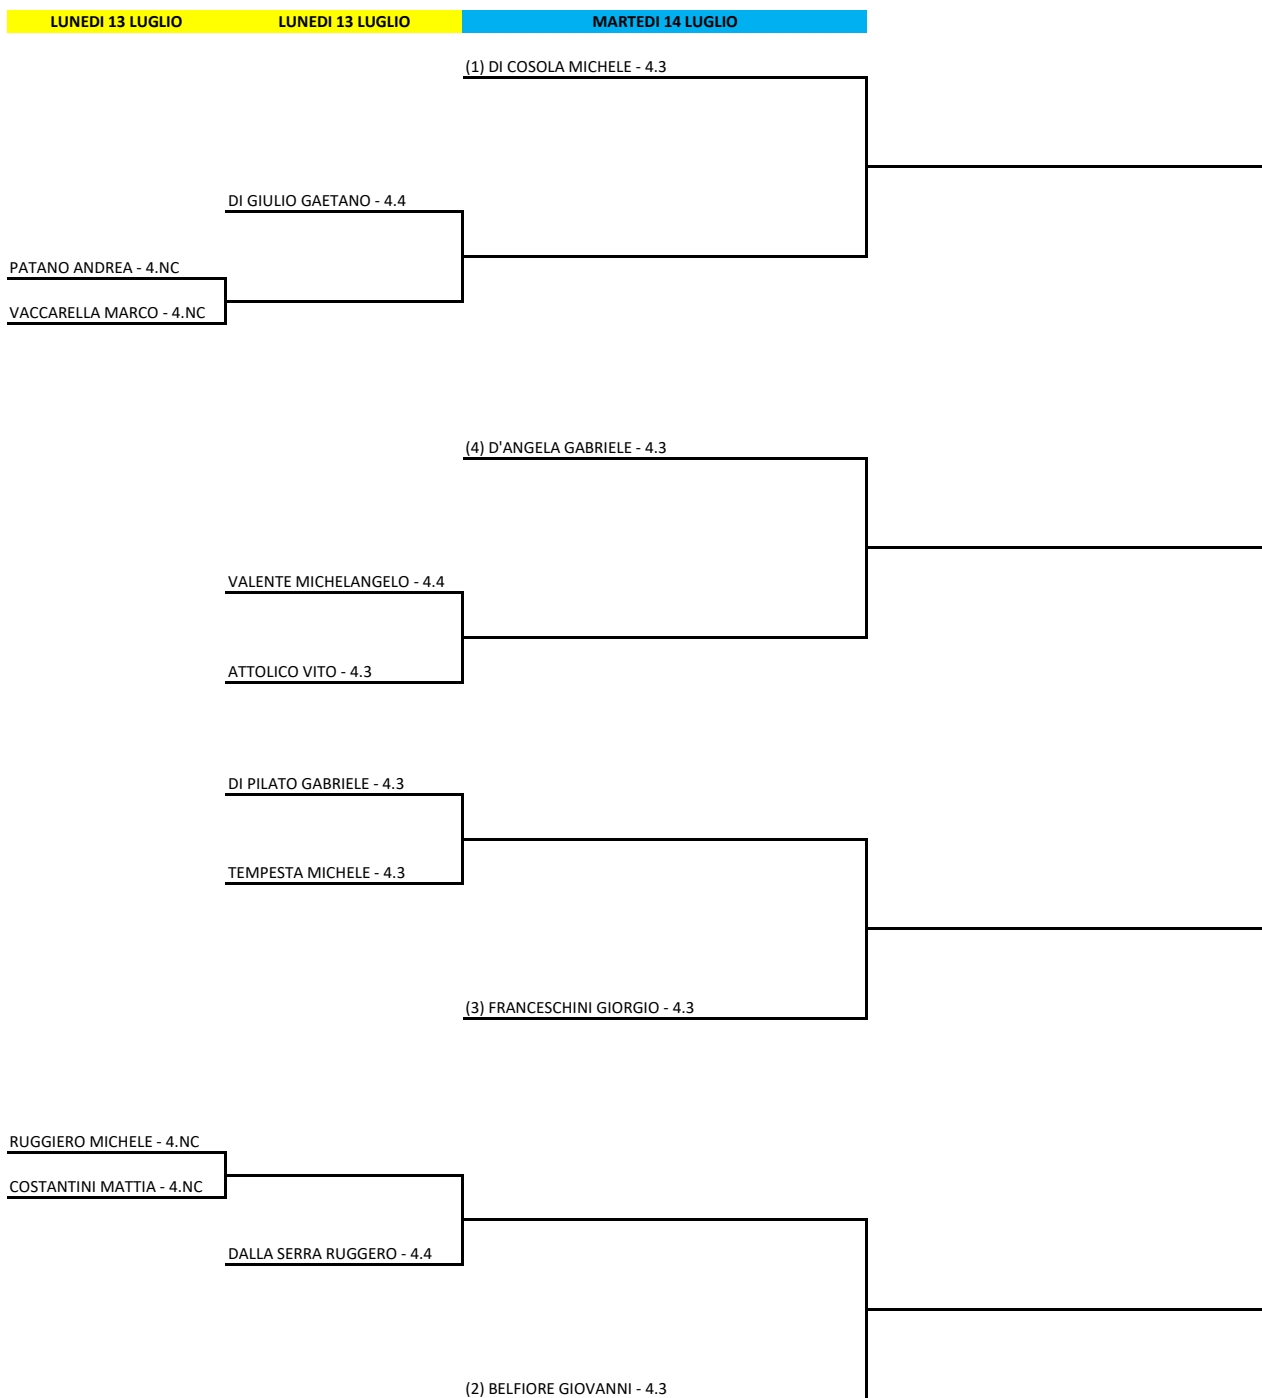 LUNEDI 13 LUGLIO LUNEDI 13 LUGLIO MARTEDI 14 LUGLIO
(1) DI COSOLA MICHELE - 4.3
DI GIULIO GAETANO - 4.4
PATANO ANDREA - 4.NC
VACCARELLA MARCO - 4.NC
(4) D'ANGELA GABRIELE - 4.3
VALENTE MICHELANGELO - 4.4
ATTOLICO VITO - 4.3
DI PILATO GABRIELE - 4.3
TEMPESTA MICHELE - 4.3
(3) FRANCESCHINI GIORGIO - 4.3
RUGGIERO MICHELE - 4.NC
COSTANTINI MATTIA - 4.NC
DALLA SERRA RUGGERO - 4.4
(2) BELFIORE GIOVANNI - 4.3